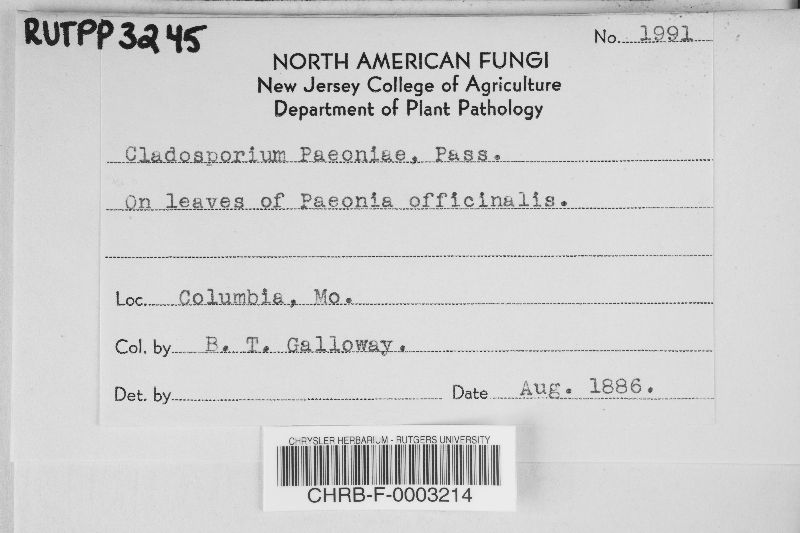 RUTPP3245
No. 1991
NORTH AMERICAN FUNGI
New Jersey College of Agriculture
Department of Plant Pathology
Cladosporium Paeoniae, Pass.
On leaves of Paeonia officinalis.
Loc. Columbia, Mo.
Col. by B. T. Galloway.
Det. by Date Aug. 1886.
CHRYSLER HERBARIUM - RUTGERS UNIVERSITY
CHRB-F-0003214